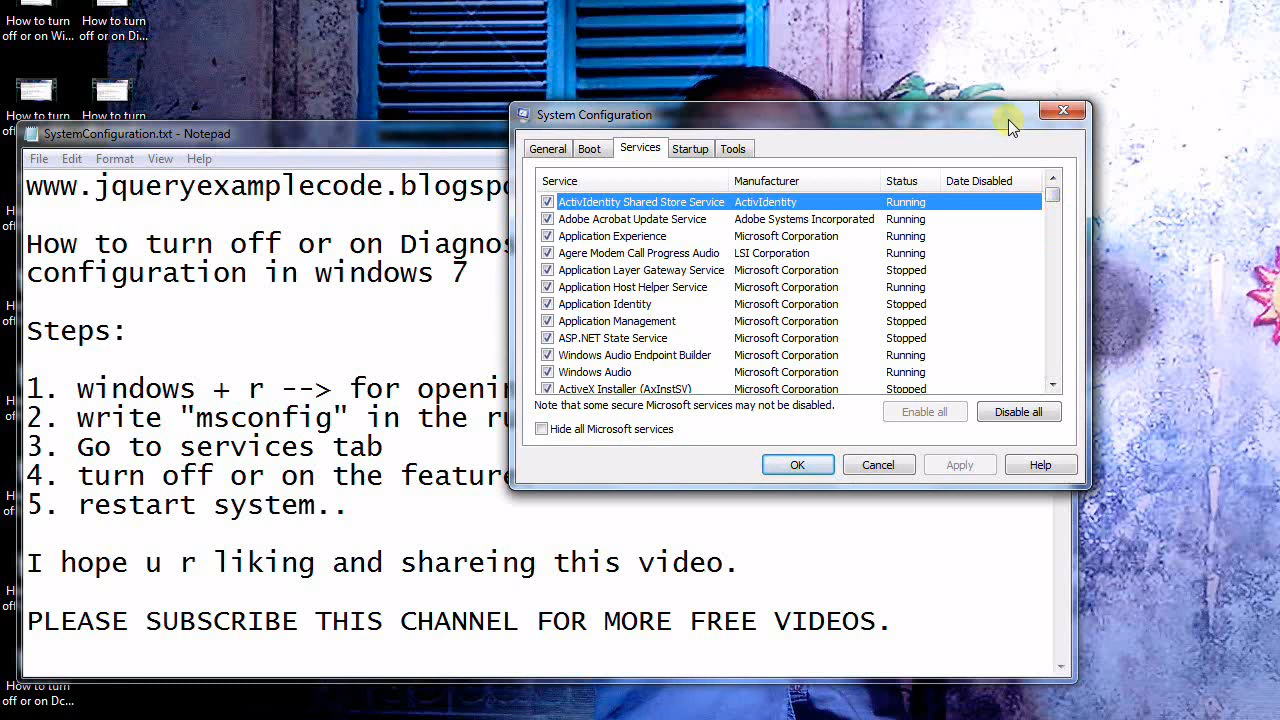 How to turn
off or on Wi...
How to turn
off or on Di...
How to turn
How to turn
SystemConfiguration.txt - Notepad
File Edit Format View Help
www.jqueryexamplecode.blogspo
How to turn off or on Diagnos
configuration in windows 7
Steps:
1. windows + r --> for openin
2. write "msconfig" in the ru
3. Go to services tab
4. turn off or on the feature
5. restart system..
I hope u r liking and shareing this video.
PLEASE SUBSCRIBE THIS CHANNEL FOR MORE FREE VIDEOS.
System Configuration
General Boot Services Startup Tools
Service Manufacturer Status Date Disabled
ActivIdentity Shared Store Service ActivIdentity Running
Adobe Acrobat Update Service Adobe Systems Incorporated Running
Application Experience Microsoft Corporation Running
Agere Modem Call Progress Audio LSI Corporation Running
Application Layer Gateway Service Microsoft Corporation Stopped
Application Host Helper Service Microsoft Corporation Running
Application Identity Microsoft Corporation Stopped
Application Management Microsoft Corporation Stopped
ASP.NET State Service Microsoft Corporation Stopped
Windows Audio Endpoint Builder Microsoft Corporation Running
Windows Audio Microsoft Corporation Running
ActiveX Installer (AxInstSV) Microsoft Corporation Stopped
Note that some secure Microsoft services may not be disabled.
Enable all Disable all
Hide all Microsoft services
OK Cancel Apply Help
How to turn
off or on Dc...